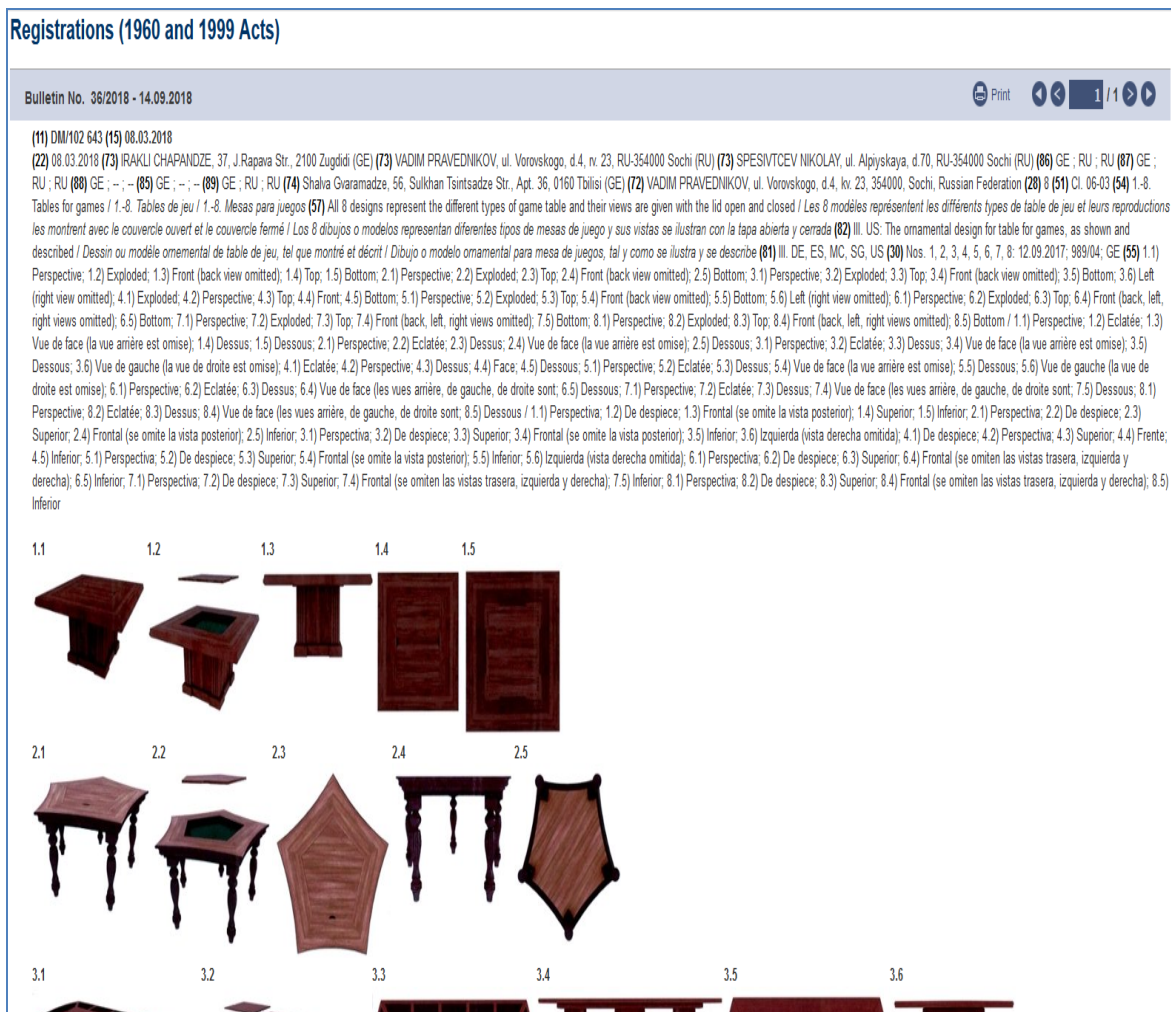 Registrations (1960 and 1999 Acts)
Bulletin No. 36/2018 - 14.09.2018
Print 1 / 1
(11) DM/102 643 (15) 08.03.2018
(22) 08.03.2018 (73) IRAKLI CHAPANDZE, 37, J.Rapava Str., 2100 Zugdidi (GE) (73) VADIM PRAVEDNIKOV, ul. Vorovskogo, d.4, rv. 23, RU-354000 Sochi (RU) (73) SPESIVTCEV NIKOLAY, ul. Alpiyskaya, d.70, RU-354000 Sochi (RU) (86) GE ; RU ; RU (87) GE ;
RU ; RU (88) GE ; -- ; -- (85) GE ; -- ; -- (89) GE ; RU ; RU (74) Shalva Gvaramadze, 56, Sulkhan Tsintsadze Str., Apt. 36, 0160 Tbilisi (GE) (72) VADIM PRAVEDNIKOV, ul. Vorovskogo, d.4, kv. 23, 354000, Sochi, Russian Federation (28) 8 (51) Cl. 06-03 (54) 1.-8.
Tables for games / 1.-8. Tables de jeu / 1.-8. Mesas para juegos (57) All 8 designs represent the different types of game table and their views are given with the lid open and closed / Les 8 modèles représentent les différents types de table de jeu et leurs reproductions
les montrent avec le couvercle ouvert et le couvercle fermé / Los 8 dibujos o modelos representan diferentes tipos de mesas de juego y sus vistas se ilustran con la tapa abierta y cerrada (82) III. US: The ornamental design for table for games, as shown and
described / Dessin ou modèle ornemental de table de jeu, tel que montré et décrit / Dibujo o modelo ornamental para mesa de juegos, tal y como se ilustra y se describe (81) III. DE, ES, MC, SG, US (30) Nos. 1, 2, 3, 4, 5, 6, 7, 8: 12.09.2017; 989/04; GE (55) 1.1)
Perspective; 1.2) Exploded; 1.3) Front (back view omitted); 1.4) Top; 1.5) Bottom; 2.1) Perspective; 2.2) Exploded; 2.3) Top; 2.4) Front (back view omitted); 2.5) Bottom; 3.1) Perspective; 3.2) Exploded; 3.3) Top; 3.4) Front (back view omitted); 3.5) Bottom; 3.6) Left
(right view omitted); 4.1) Exploded; 4.2) Perspective; 4.3) Top; 4.4) Front; 4.5) Bottom; 5.1) Perspective; 5.2) Exploded; 5.3) Top; 5.4) Front (back view omitted); 5.5) Bottom; 5.6) Left (right view omitted); 6.1) Perspective; 6.2) Exploded; 6.3) Top; 6.4) Front (back, left,
right views omitted); 6.5) Bottom; 7.1) Perspective; 7.2) Exploded; 7.3) Top; 7.4) Front (back, left, right views omitted); 7.5) Bottom; 8.1) Perspective; 8.2) Exploded; 8.3) Top; 8.4) Front (back, left, right views omitted); 8.5) Bottom / 1.1) Perspective; 1.2) Eclatée; 1.3)
Vue de face (la vue arrière est omise); 1.4) Dessus; 1.5) Dessous; 2.1) Perspective; 2.2) Eclatée; 2.3) Dessus; 2.4) Vue de face (la vue arrière est omise); 2.5) Dessous; 3.1) Perspective; 3.2) Eclatée; 3.3) Dessus; 3.4) Vue de face (la vue arrière est omise); 3.5)
Dessous; 3.6) Vue de gauche (la vue de droite est omise); 4.1) Eclatée; 4.2) Perspective; 4.3) Dessus; 4.4) Face; 4.5) Dessous; 5.1) Perspective; 5.2) Eclatée; 5.3) Dessus; 5.4) Vue de face (la vue arrière est omise); 5.5) Dessous; 5.6) Vue de gauche (la vue de
droite est omise); 6.1) Perspective; 6.2) Eclatée; 6.3) Dessus; 6.4) Vue de face (les vues arrière, de gauche, de droite sont; 6.5) Dessous; 7.1) Perspective; 7.2) Eclatée; 7.3) Dessus; 7.4) Vue de face (les vues arrière, de gauche, de droite sont; 7.5) Dessous; 8.1)
Perspective; 8.2) Eclatée; 8.3) Dessus; 8.4) Vue de face (les vues arrière, de gauche, de droite sont; 8.5) Dessous / 1.1) Perspectiva; 1.2) De despiece; 1.3) Frontal (se omite la vista posterior); 1.4) Superior; 1.5) Inferior; 2.1) Perspectiva; 2.2) De despiece; 2.3)
Superior; 2.4) Frontal (se omite la vista posterior); 2.5) Inferior; 3.1) Perspectiva; 3.2) De despiece; 3.3) Superior; 3.4) Frontal (se omite la vista posterior); 3.5) Inferior; 3.6) Izquierda (vista derecha omitida); 4.1) De despiece; 4.2) Perspectiva; 4.3) Superior; 4.4) Frente;
4.5) Inferior; 5.1) Perspectiva; 5.2) De despiece; 5.3) Superior; 5.4) Frontal (se omite la vista posterior); 5.5) Inferior; 5.6) Izquierda (vista derecha omitida); 6.1) Perspectiva; 6.2) De despiece; 6.3) Superior; 6.4) Frontal (se omiten las vistas trasera, izquierda y
derecha); 6.5) Inferior; 7.1) Perspectiva; 7.2) De despiece; 7.3) Superior; 7.4) Frontal (se omiten las vistas trasera, izquierda y derecha); 7.5) Inferior; 8.1) Perspectiva; 8.2) De despiece; 8.3) Superior; 8.4) Frontal (se omiten las vistas trasera, izquierda y derecha); 8.5)
Inferior
1.1 1.2 1.3 1.4 1.5
2.1 2.2 2.3 2.4 2.5
3.1 3.2 3.3 3.4 3.5 3.6